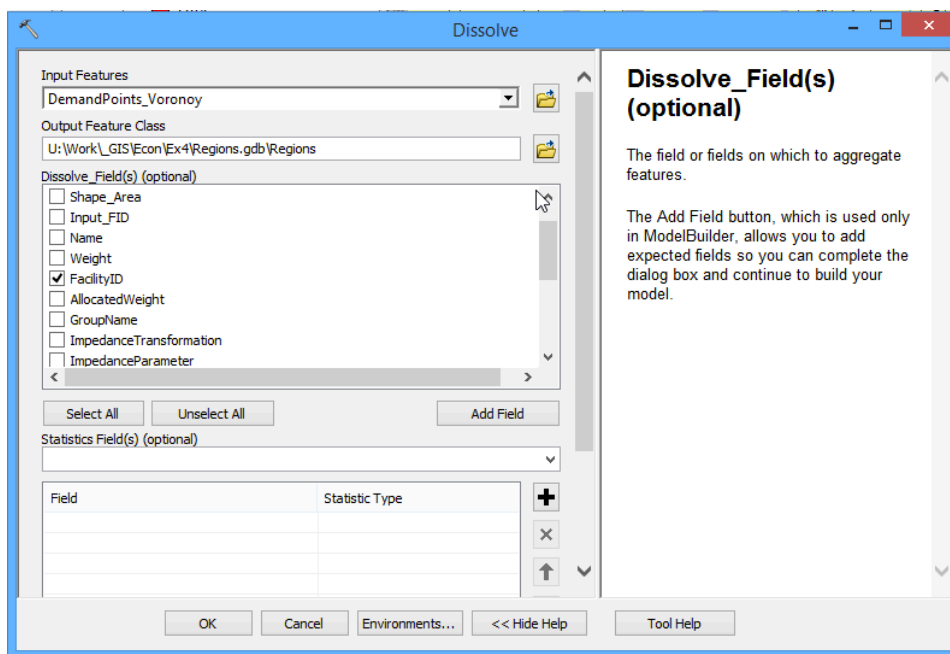 Dissolve
Input Features
DemandPoints_Voronoy
Output Feature Class
U:\Work\_GIS\Econ\Ex4\Regions.gdb\Regions
Dissolve_Field(s) (optional)
Shape_Area
Input_FID
Name
Weight
FacilityID
AllocatedWeight
GroupName
ImpedanceTransformation
ImpedanceParameter
Select All
Unselect All
Add Field
Statistics Field(s) (optional)
Field
Statistic Type
OK
Cancel
Environments...
<< Hide Help
Tool Help
Dissolve_Field(s)
(optional)
The field or fields on which to aggregate
features.
The Add Field button, which is used only
in ModelBuilder, allows you to add
expected fields so you can complete the
dialog box and continue to build your
model.